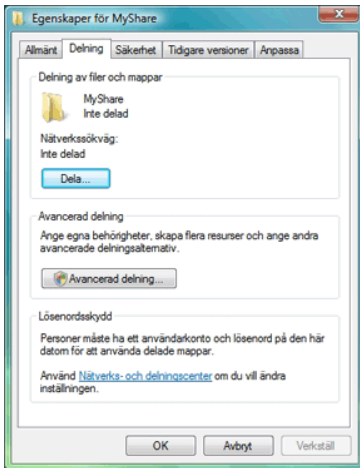 Egenskaper för MyShare
Allmänt Delning Säkerhet Tidigare versioner Anpassa
Delning av filer och mappar
MyShare
Inte delad
Nätverkssökväg:
Inte delad
Dela...
Avancerad delning
Ange egna behörigheter, skapa flera resurser och ange andra
avancerade delningsalternativ.
Avancerad delning...
Lösenordsskydd
Personer måste ha ett användarkonto och lösenord på den här
datorn för att använda delade mappar.
Använd Nätverks- och delningscenter om du vill ändra
inställningen.
OK Avbryt Verkställ